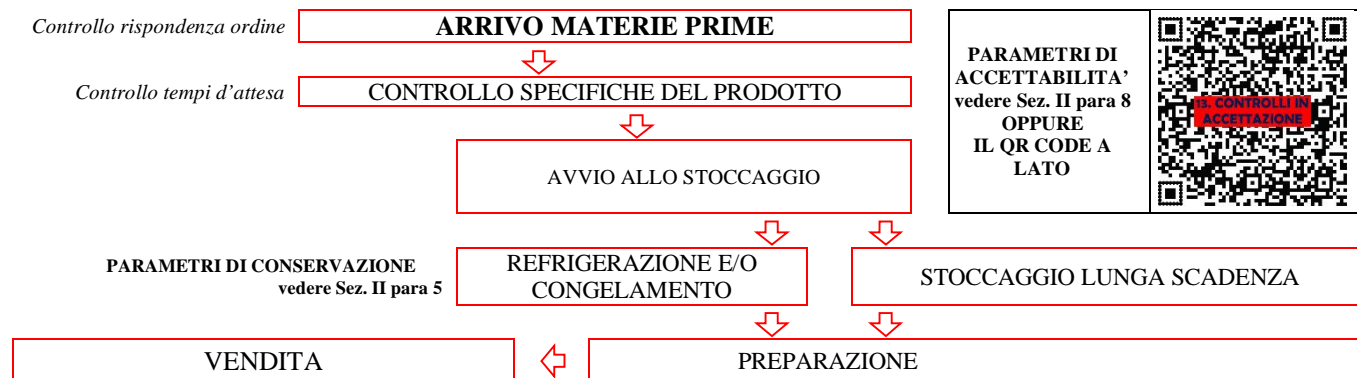 Controllo rispondenza ordine
ARRIVO MATERIE PRIME
Controllo tempi d'attesa
CONTROLLO SPECIFICHE DEL PRODOTTO
AVVIO ALLO STOCCAGGIO
PARAMETRI DI
ACCETTABILITA'
vedere Sez. II para 8
OPPURE
IL QR CODE A
LATO
13. CONTROLLI IN
ACCETTAZIONE
PARAMETRI DI CONSERVAZIONE
vedere Sez. II para 5
REFRIGERAZIONE E/O
CONGELAMENTO
STOCCAGGIO LUNGA SCADENZA
VENDITA
PREPARAZIONE